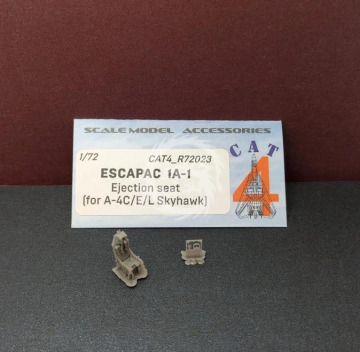 SCALE MODEL ACCESSORIES
1/72 CAT4_R72023
ESCAPAC 1A-1
Ejection seat
(for A-4C/E/L Skyhawk)
CAT
4